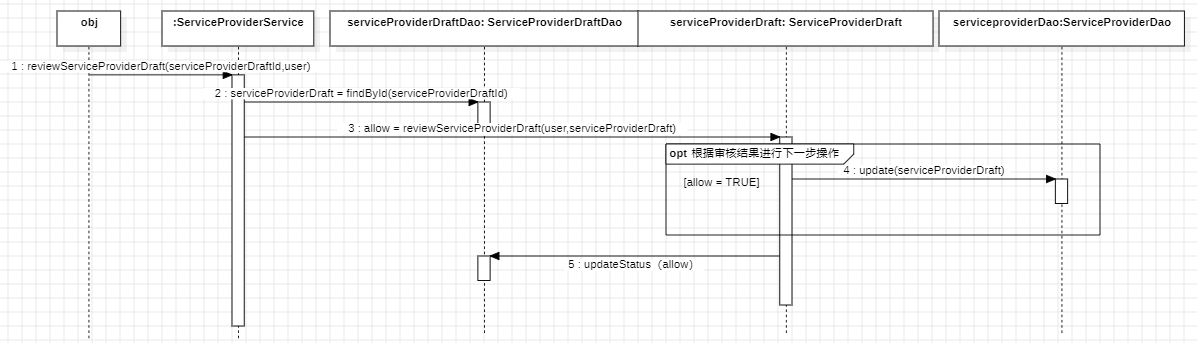 obj
:ServiceProviderService
serviceProviderDraftDao: ServiceProviderDraftDao
serviceProviderDraft: ServiceProviderDraft
serviceproviderDao:ServiceProviderDao
1 : reviewServiceProviderDraft(serviceProviderDraftId,user)
2 : serviceProviderDraft = findById(serviceProviderDraftId)
3 : allow = reviewServiceProviderDraft(user,serviceProviderDraft)
opt 根据审核结果进行下一步操作
4 : update(serviceProviderDraft)
[allow = TRUE]
5 : updateStatus（allow）